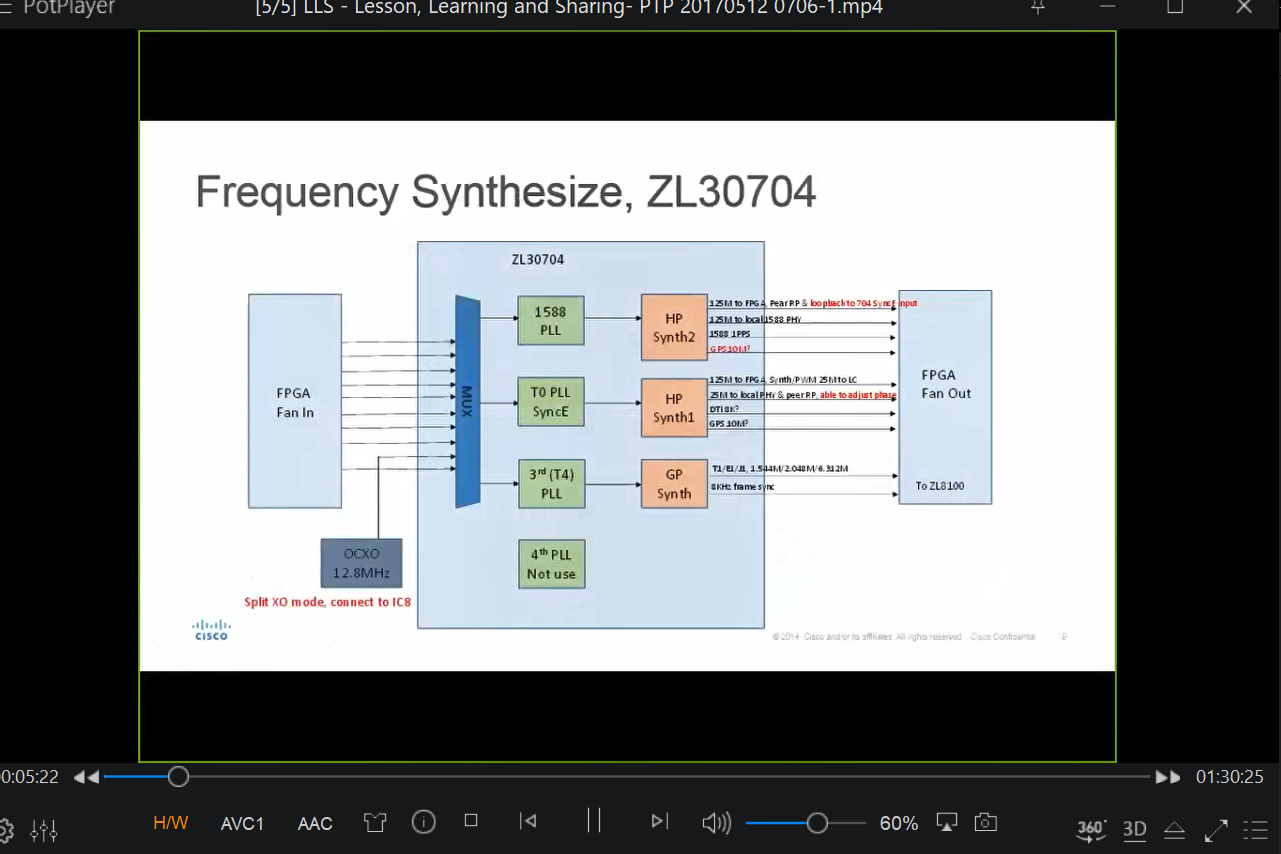 PotPlayer
[5/5] LLS - Lesson, Learning and Sharing- PTP 20170512 0706-1.mp4
Frequency Synthesize, ZL30704
ZL30704
FPGA
Fan In
MUX
1588
PLL
T0 PLL
SyncE
3rd (T4)
PLL
4th PLL
Not use
HP
Synth2
HP
Synth1
GP
Synth
125M to FPGA, Pear RP & loopback to 704 SyncE input
125M to local 1588 PHY
1588 1PPS
GPS 10M?
125M to FPGA, Synth/PWM 25M to LC
25M to local PHY & peer RP, able to adjust phase
DTI 8K?
GPS 10M?
T1/E1/J1, 1.544M/2.048M/6.312M
8KHz frame sync
FPGA
Fan Out
To ZL8100
OCXO
12.8MHz
Split XO mode, connect to IC8
CISCO
© 2014 Cisco and/or its affiliates. All rights reserved. Cisco Confidential
0:05:22
01:30:25
H/W
AVC1
AAC
60%
360°
3D